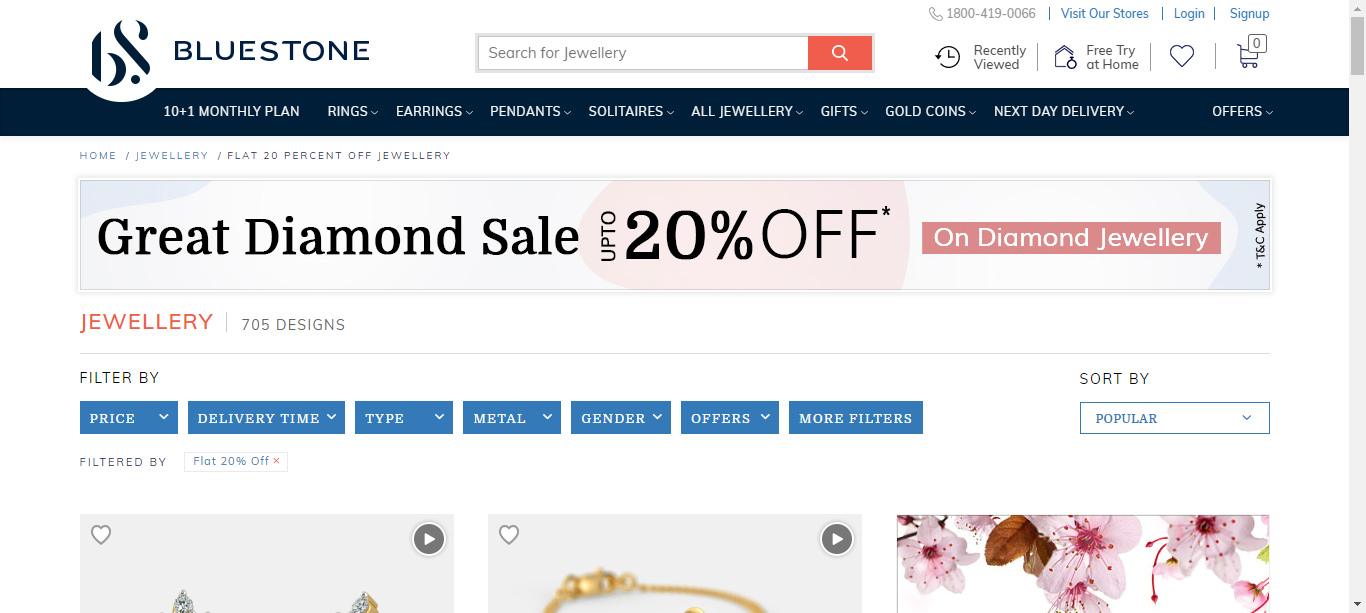 1800-419-0066 | Visit Our Stores | Login | Signup
BLUESTONE
Search for Jewellery
Recently Viewed
Free Try at Home
0
10+1 MONTHLY PLAN RINGS EARRINGS PENDANTS SOLITAIRES ALL JEWELLERY GIFTS GOLD COINS NEXT DAY DELIVERY OFFERS
HOME / JEWELLERY / FLAT 20 PERCENT OFF JEWELLERY
Great Diamond Sale UPTO 20% OFF* On Diamond Jewellery * T&C Apply
JEWELLERY | 705 DESIGNS
FILTER BY
SORT BY
PRICE DELIVERY TIME TYPE METAL GENDER OFFERS MORE FILTERS
POPULAR
FILTERED BY Flat 20% Off ×